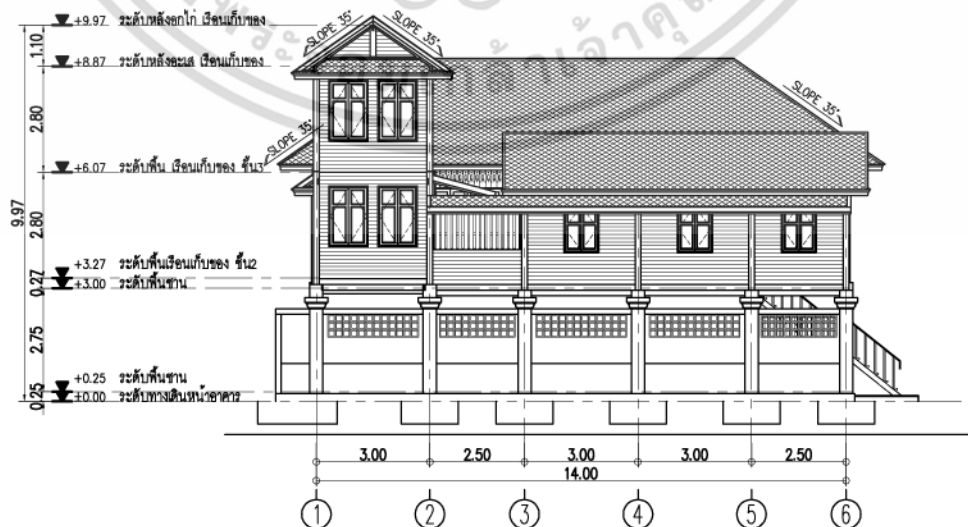 +9.97 ระดับหลังอกไก่ เรือนเก็บของ
SLOPE 35°
SLOPE 35°
1.10
+8.87 ระดับหลังอะเส เรือนเก็บของ
SLOPE 35°
2.80
SLOPE 35°
+6.07 ระดับพื้น เรือนเก็บของ ชั้น3
9.97
2.80
+3.27 ระดับพื้นเรือนเก็บของ ชั้น2
0.27
+3.00 ระดับพื้นชาน
2.75
+0.25 ระดับพื้นชาน
0.25
±0.00 ระดับทางเดินหน้าอาคาร
3.00 2.50 3.00 3.00 2.50
14.00
1 2 3 4 5 6